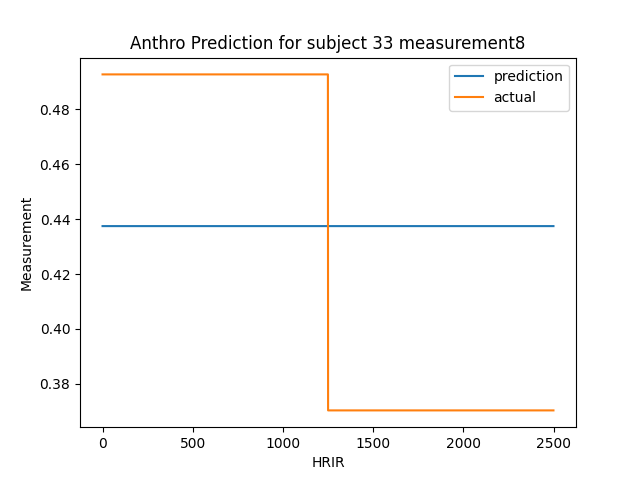 Anthro Prediction for subject 33 measurement8
prediction
actual
Measurement
0.48
0.46
0.44
0.42
0.40
0.38
0
500
1000
1500
2000
2500
HRIR